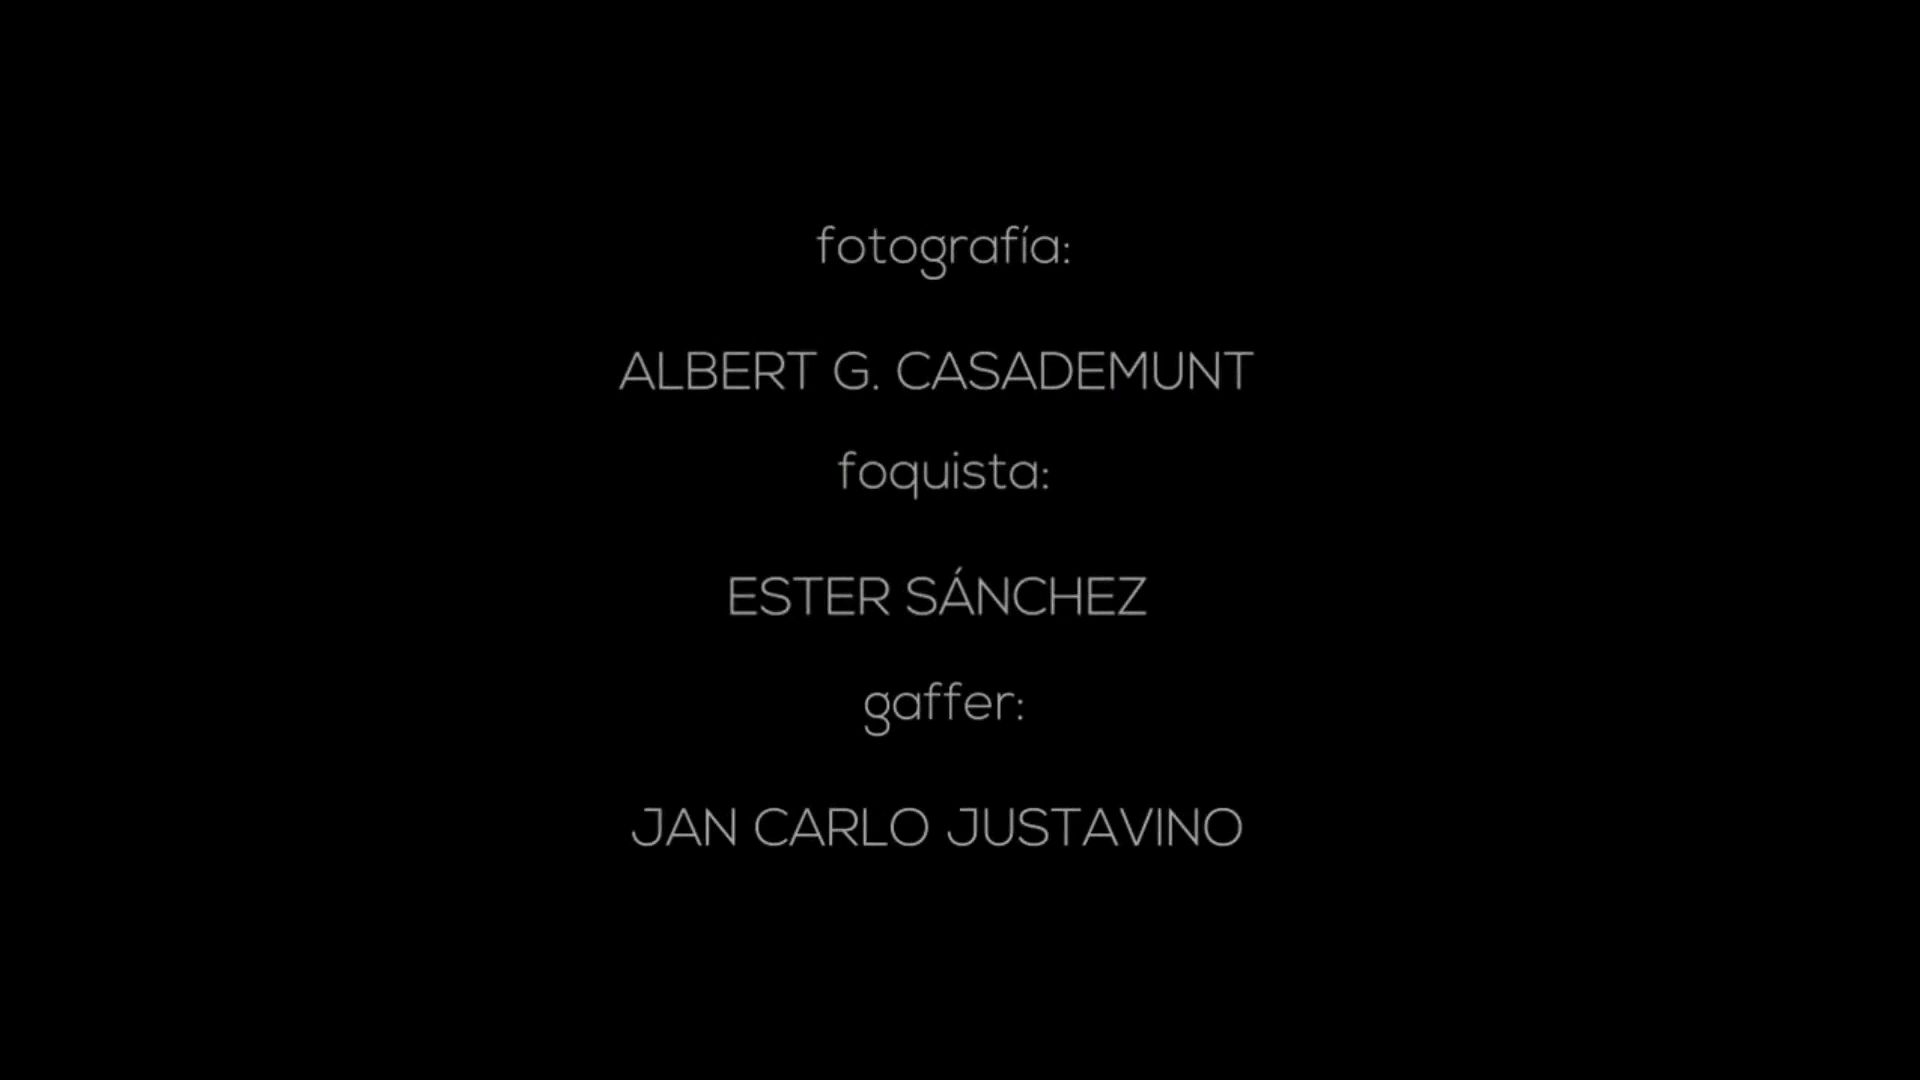 fotografía:
ALBERT G. CASADEMUNT
foquista:
ESTER SÁNCHEZ
gaffer:
JAN CARLO JUSTAVINO